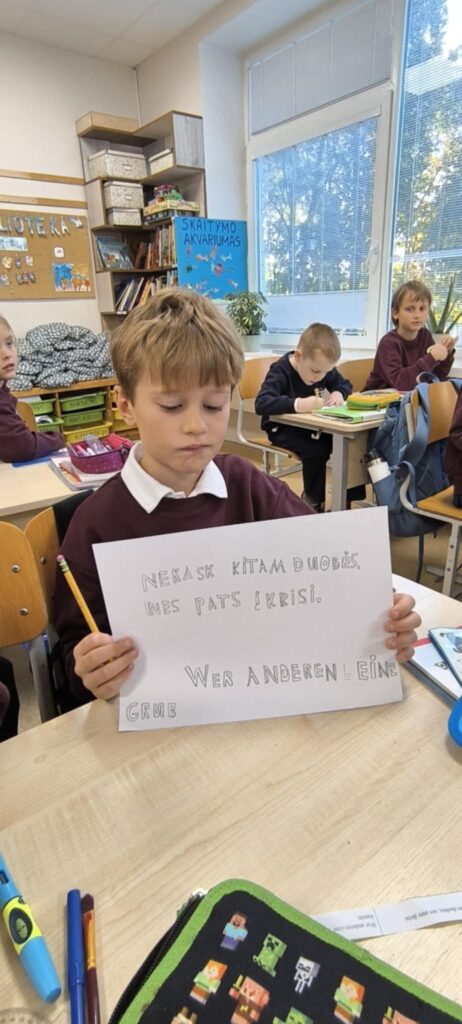 LIOTEKA
SKAITYMO
AKVARIUMAS
NEKASK KITAM DUOBĖS,
NES PATS ĮKRISI.
WER ANDEREN EINE
GRUB